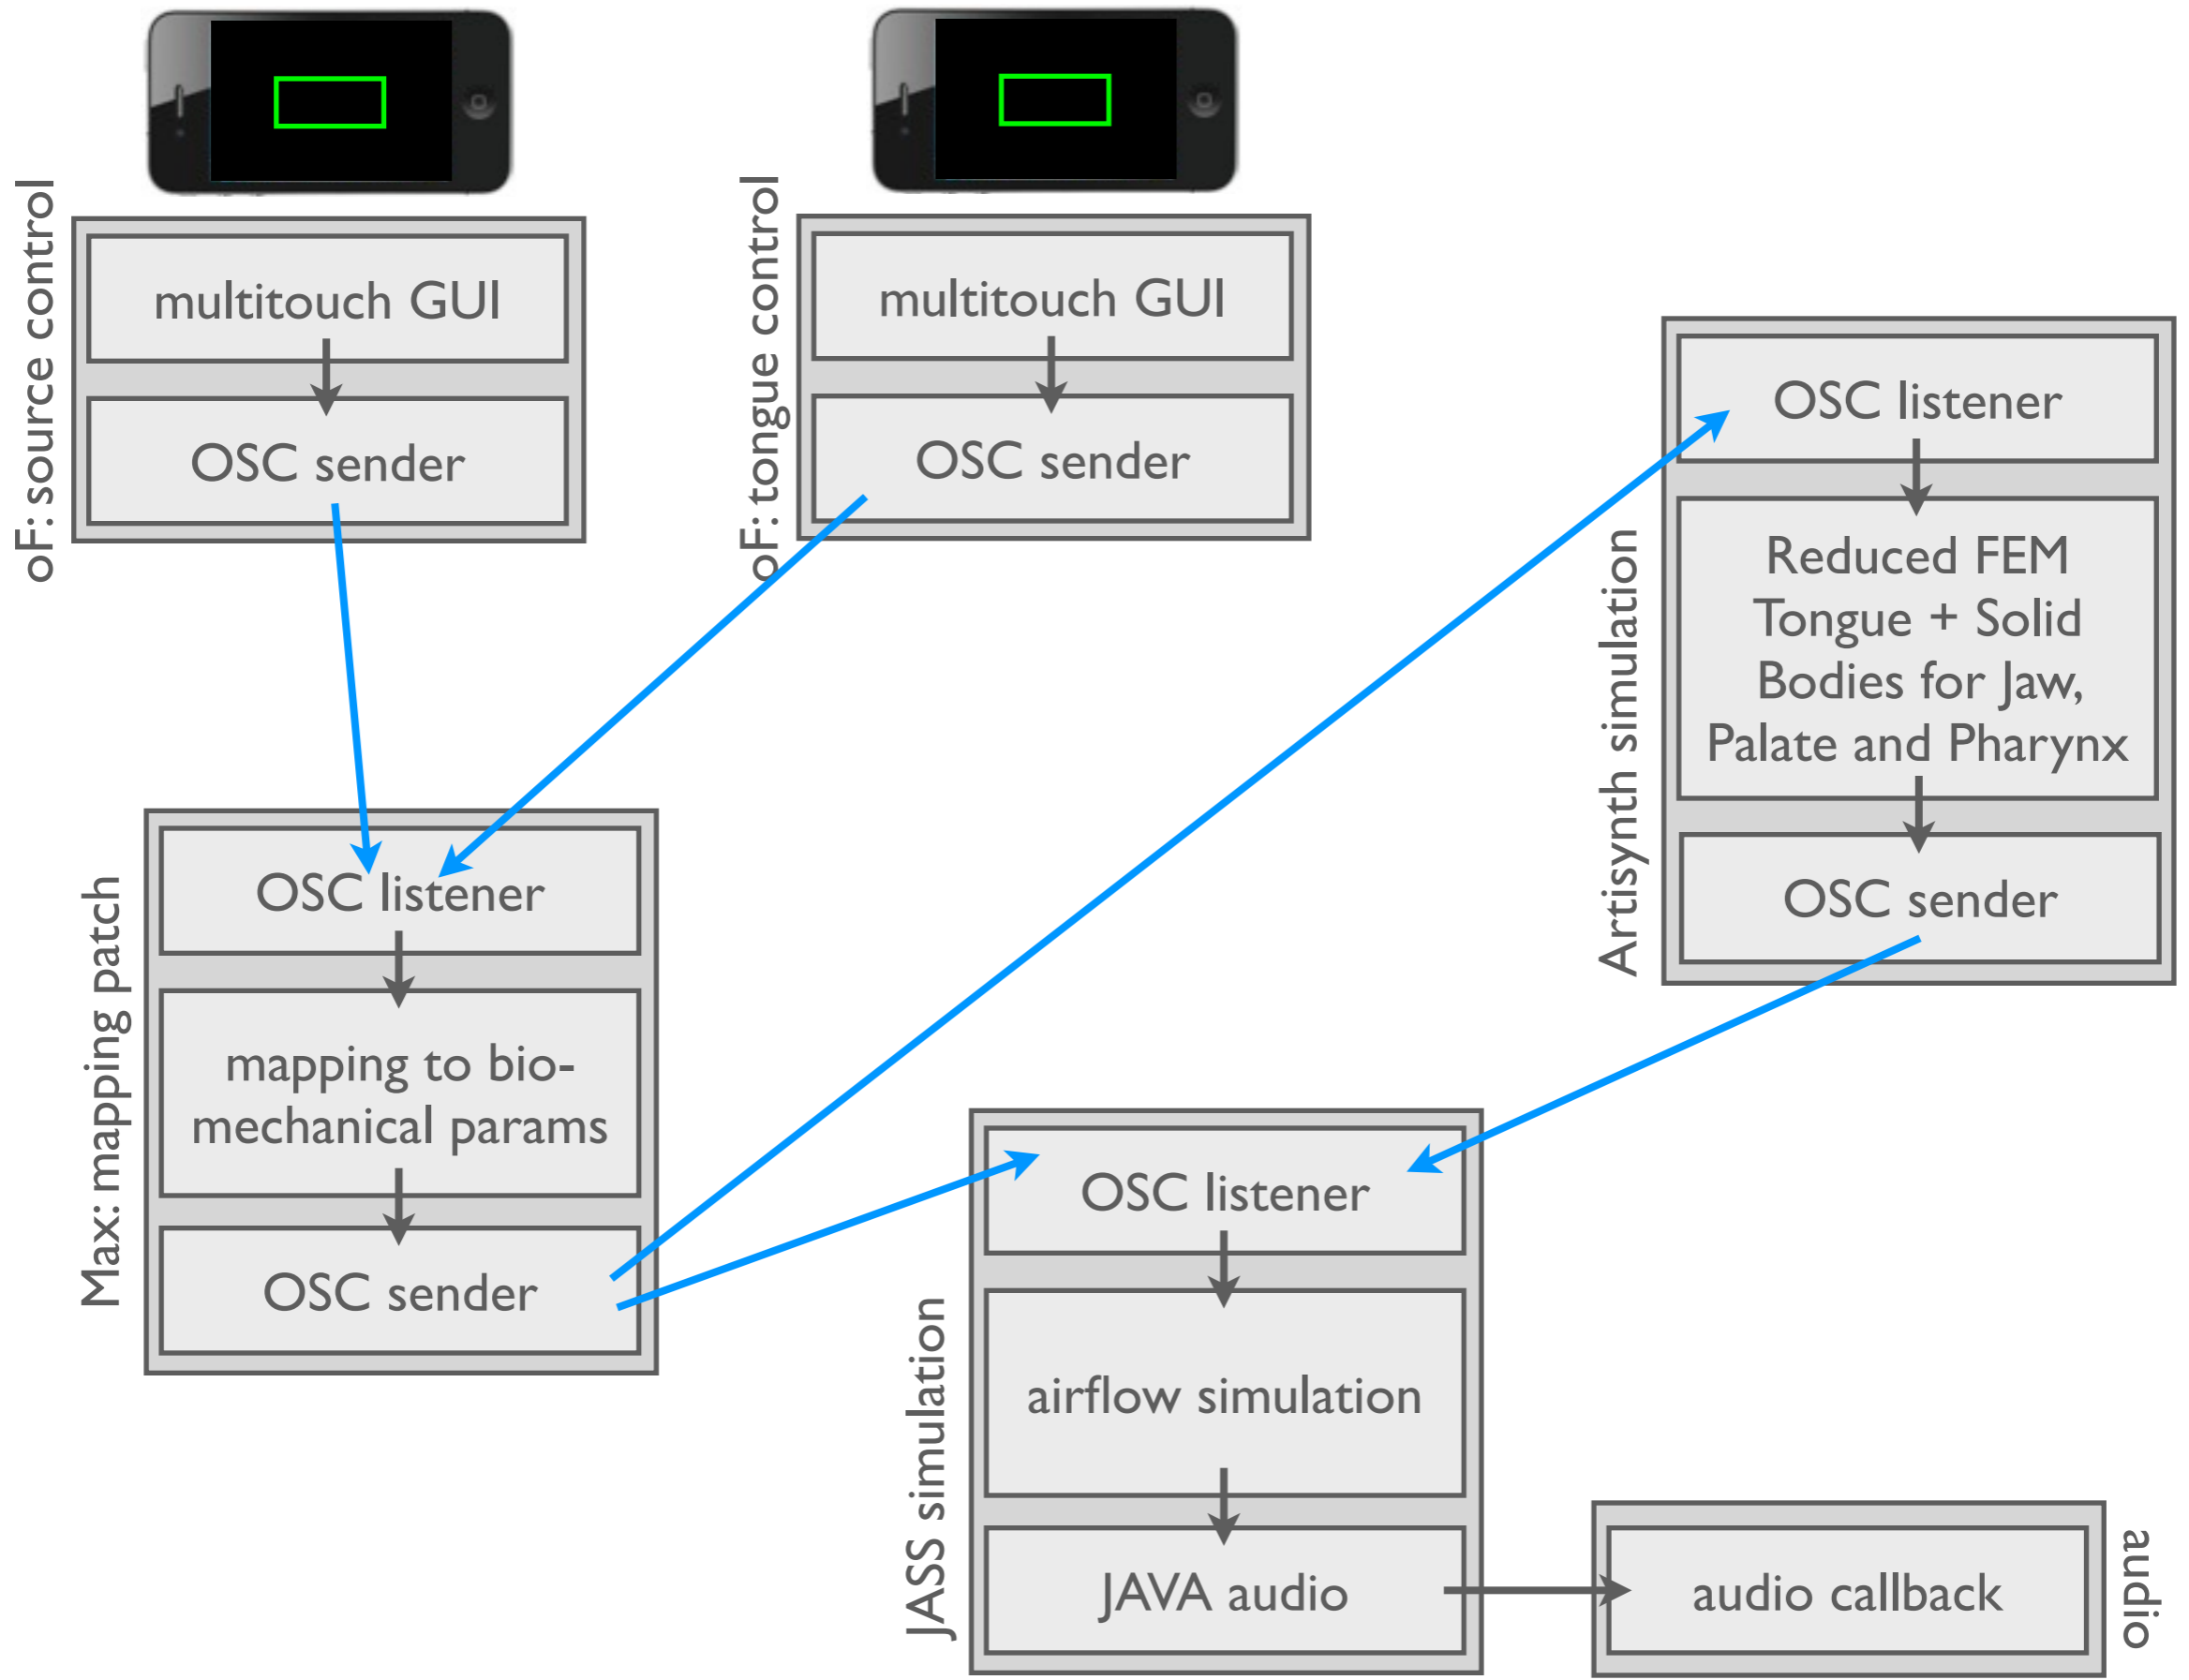 oF: source control
multitouch GUI
OSC sender
oF: tongue control
multitouch GUI
OSC sender
Artisynth simulation
OSC listener
Reduced FEM
Tongue + Solid
Bodies for Jaw,
Palate and Pharynx
OSC sender
Max: mapping patch
OSC listener
mapping to bio-
mechanical params
OSC sender
JASS simulation
OSC listener
airflow simulation
JAVA audio
audio callback
audio